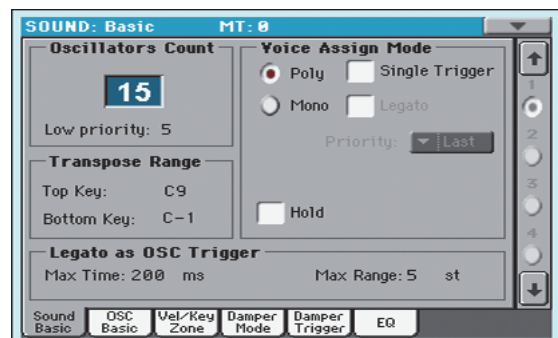 SOUND: Basic MT: 0
Oscillators Count
15
Low priority: 5
Transpose Range
Top Key: C9
Bottom Key: C-1
Voice Assign Mode
Poly Single Trigger
Mono Legato
Priority: Last
Hold
Legato as OSC Trigger
Max Time: 200 ms Max Range: 5 st
1
2
3
4
Sound Basic
OSC Basic
Vel/Key Zone
Damper Mode
Damper Trigger
EQ